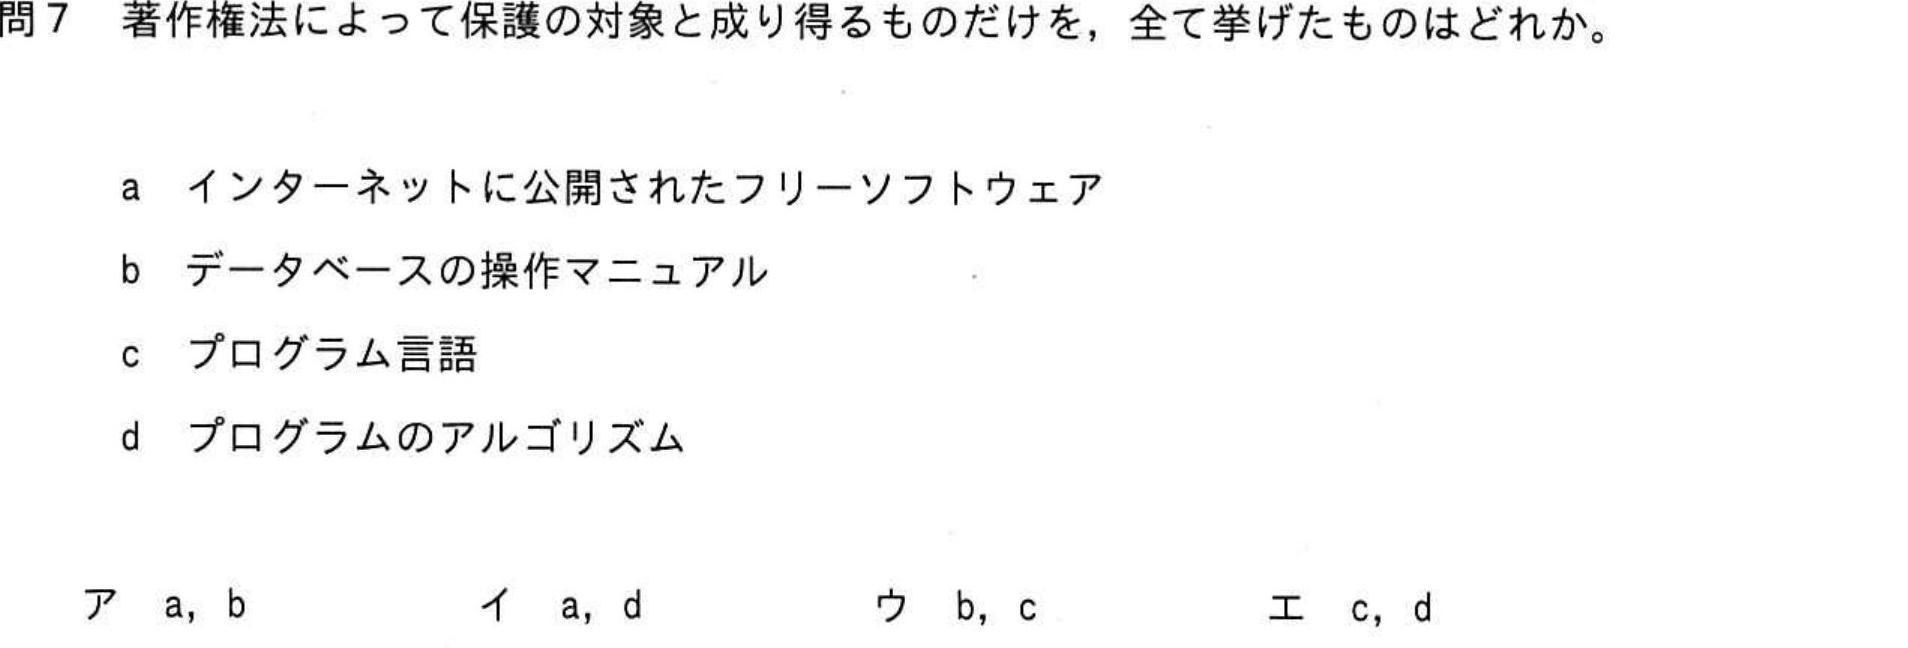 問7 著作権法によって保護の対象と成り得るものだけを，全て挙げたものはどれか。
a インターネットに公開されたフリーソフトウェア
b データベースの操作マニュアル
c プログラム言語
d プログラムのアルゴリズム
ア a, b イ a, d ウ b, c エ c, d